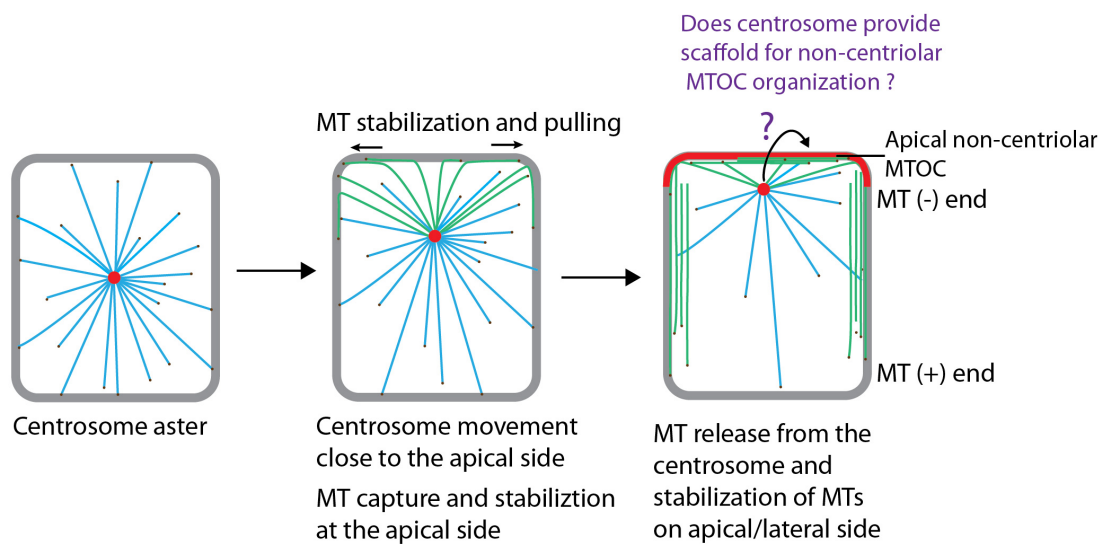 Does centrosome provide
scaffold for non-centriolar
MTOC organization ?
?
MT stabilization and pulling
Apical non-centriolar
MTOC
MT (-) end
MT (+) end
Centrosome aster
Centrosome movement
close to the apical side
MT capture and stabiliztion
at the apical side
MT release from the
centrosome and
stabilization of MTs
on apical/lateral side